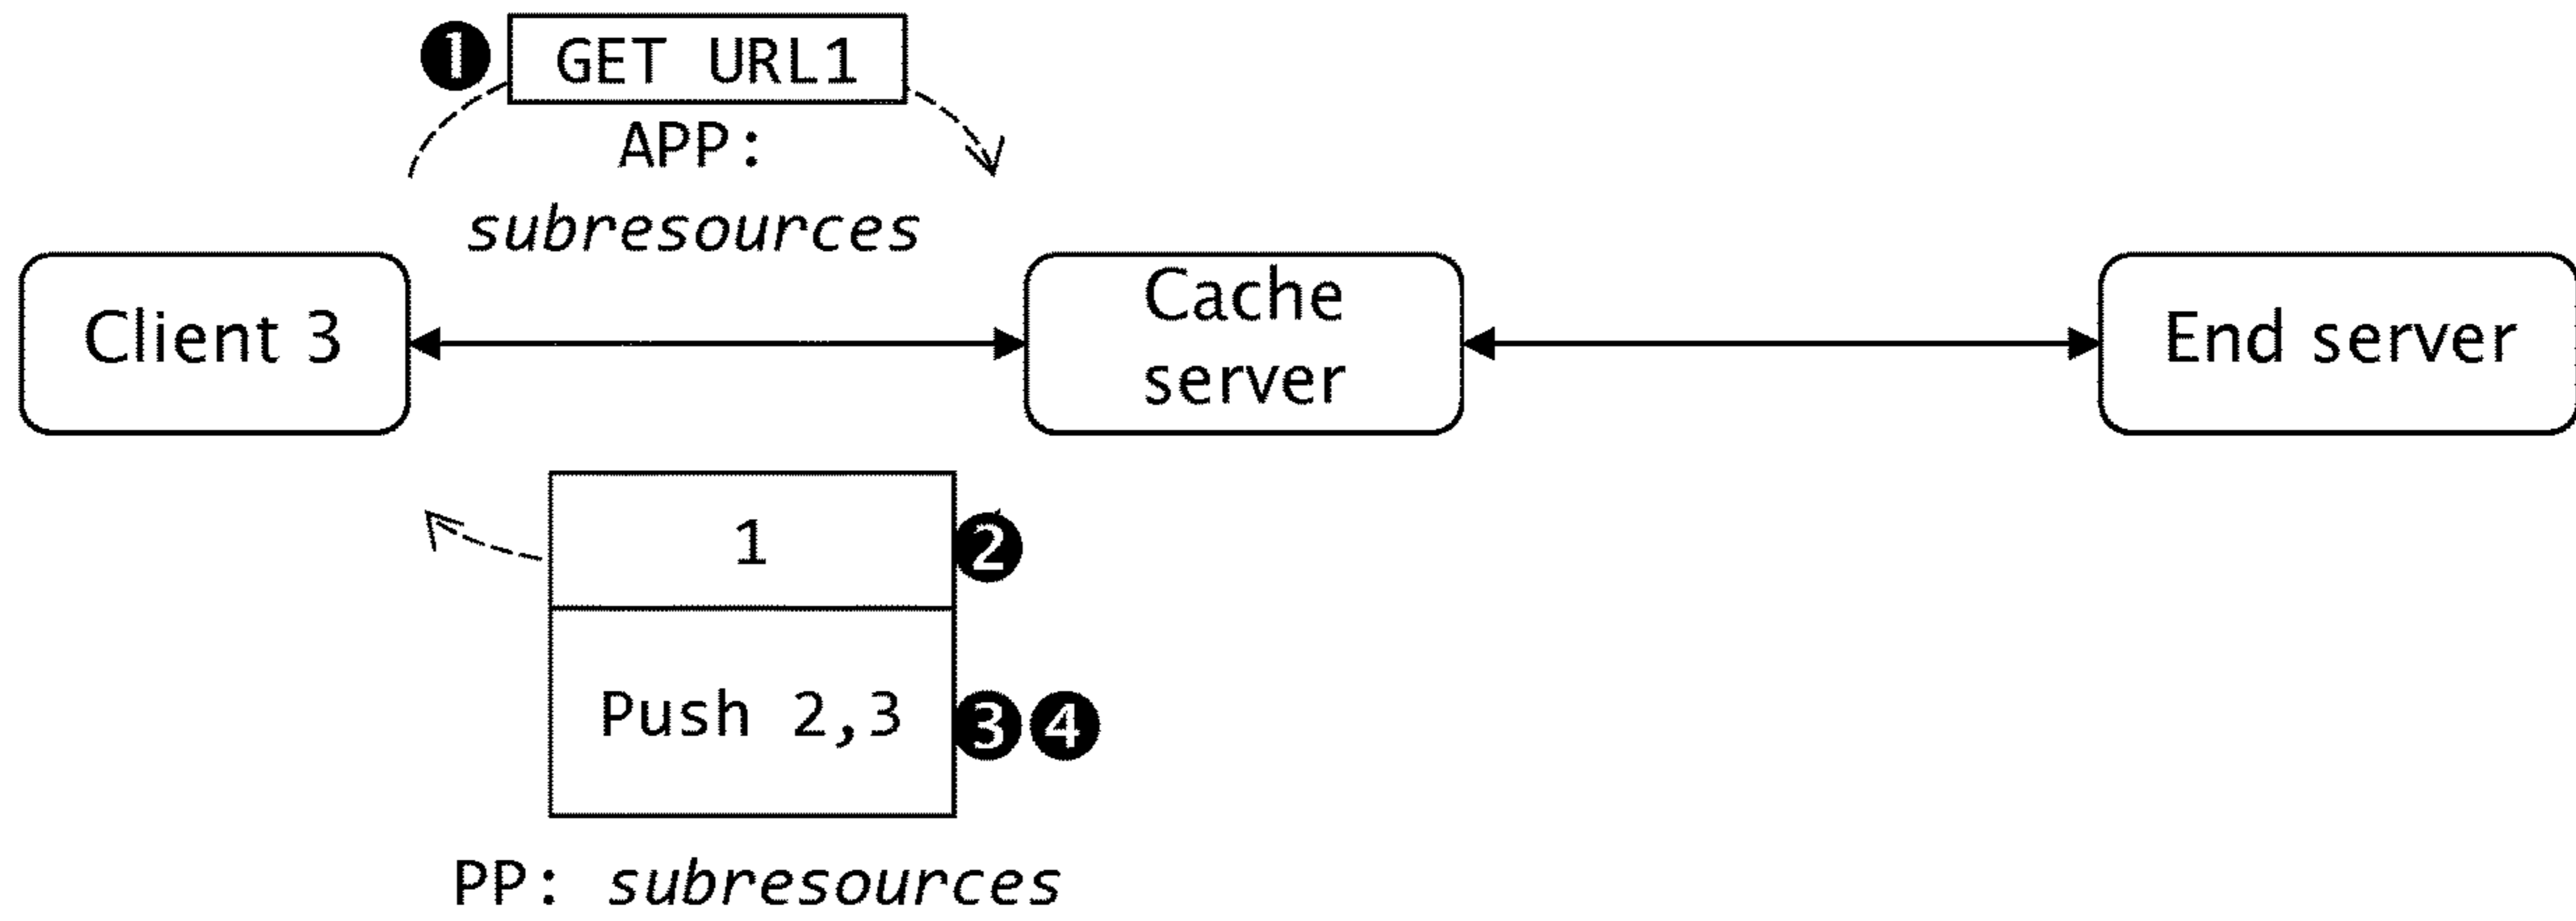 ❶ GET URL1
APP:
subresources
Client 3
Cache
server
End server
1 ❷
Push 2,3 ❸❹
PP: subresources